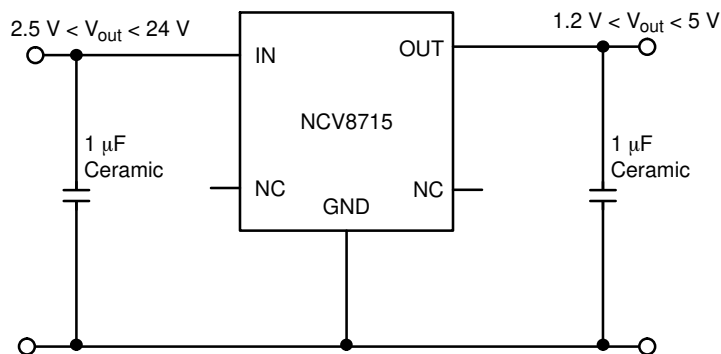 2.5 V < Vout < 24 V
1.2 V < Vout < 5 V
IN
OUT
NCV8715
1 μF
Ceramic
1 μF
Ceramic
NC
NC
GND